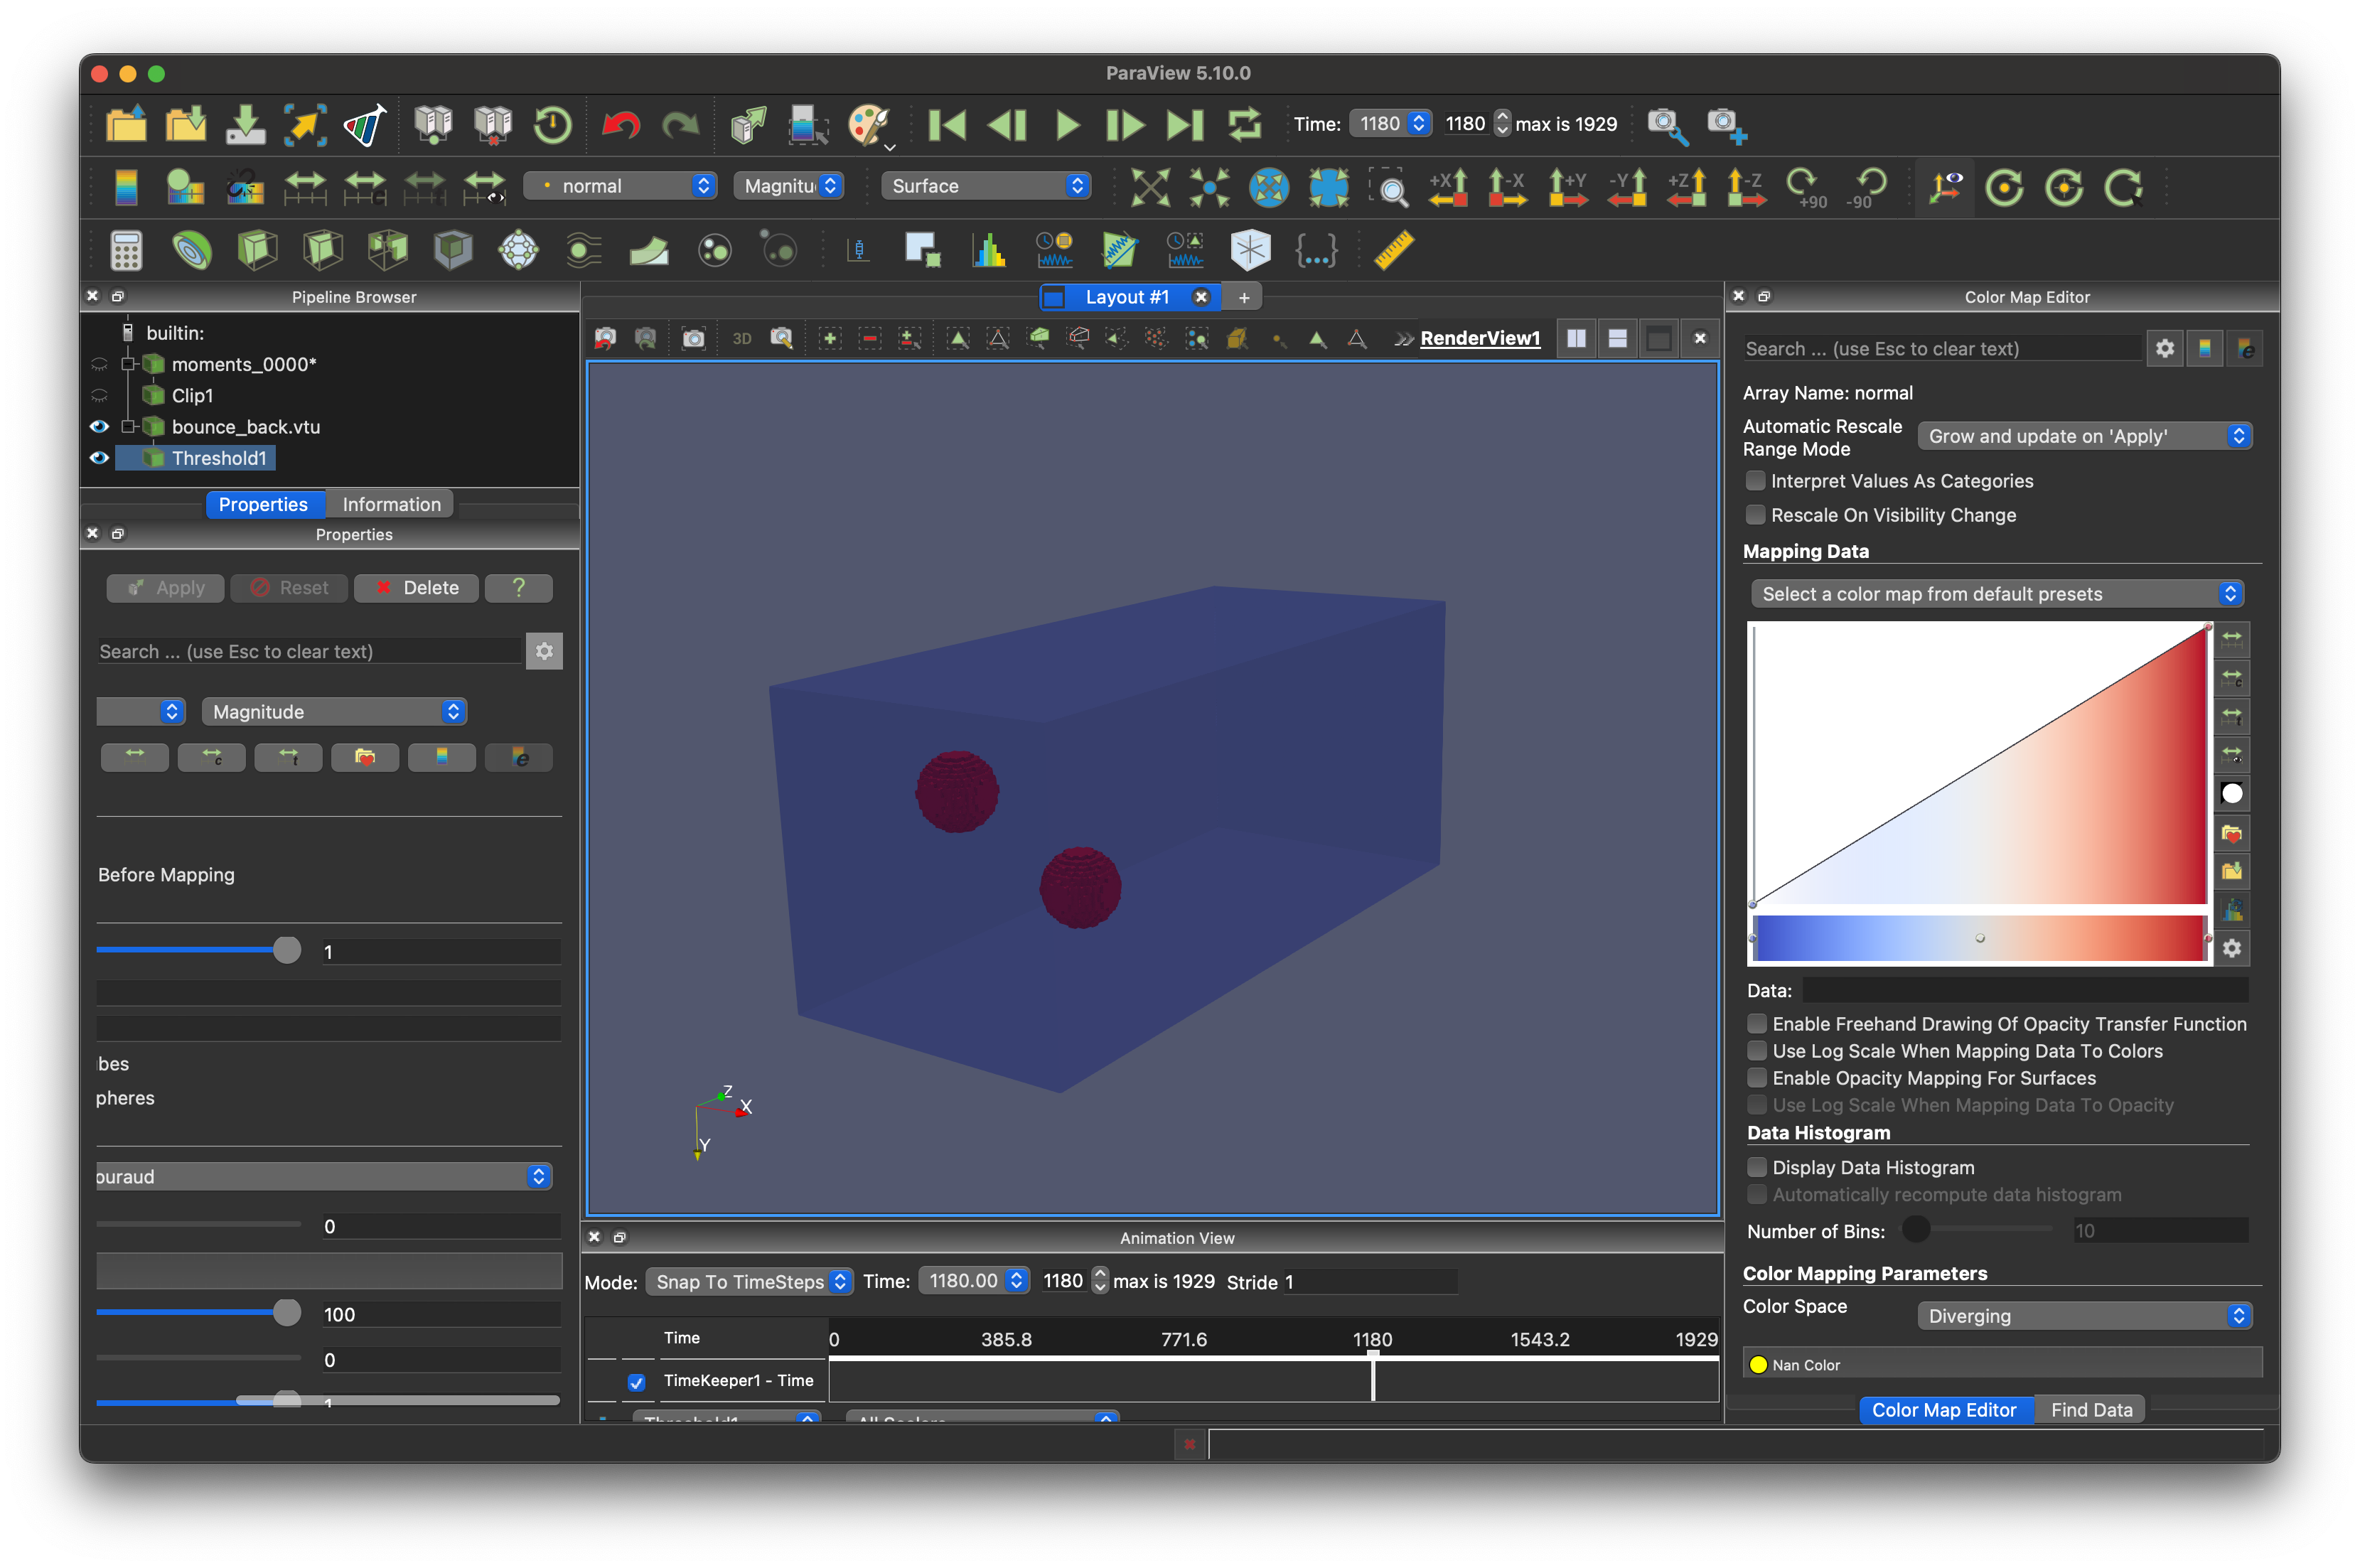 ParaView 5.10.0
Time: 1180 1180 max is 1929
normal Magnitu Surface +X -X +Y -Y +Z -Z +90 -90
Pipeline Browser
builtin:
moments_0000*
Clip1
bounce_back.vtu
Threshold1
Properties Information
Properties
Apply Reset Delete ?
Search ... (use Esc to clear text)
Magnitude
c t e
Before Mapping
1
bes
pheres
ouraud
0
100
0
1
Layout #1 +
3D RenderView1
Z
X
Y
Animation View
Mode: Snap To TimeSteps Time: 1180.00 1180 max is 1929 Stride 1
Time 0 385.8 771.6 1180 1543.2 1929
TimeKeeper1 - Time
Threshold1 All Scalars
Color Map Editor
Search ... (use Esc to clear text)
Array Name: normal
Automatic Rescale
Range Mode
Grow and update on 'Apply'
Interpret Values As Categories
Rescale On Visibility Change
Mapping Data
Select a color map from default presets
Data:
Enable Freehand Drawing Of Opacity Transfer Function
Use Log Scale When Mapping Data To Colors
Enable Opacity Mapping For Surfaces
Use Log Scale When Mapping Data To Opacity
Data Histogram
Display Data Histogram
Automatically recompute data histogram
Number of Bins: 10
Color Mapping Parameters
Color Space Diverging
Nan Color
Color Map Editor Find Data